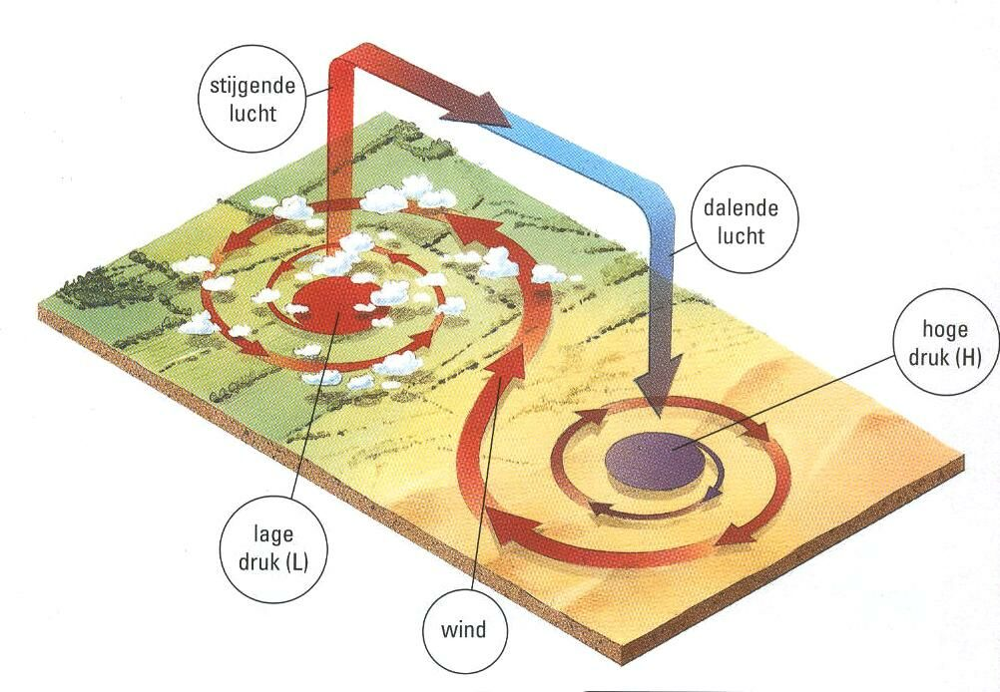 stijgende
lucht
dalende
lucht
hoge
druk (H)
lage
druk (L)
wind